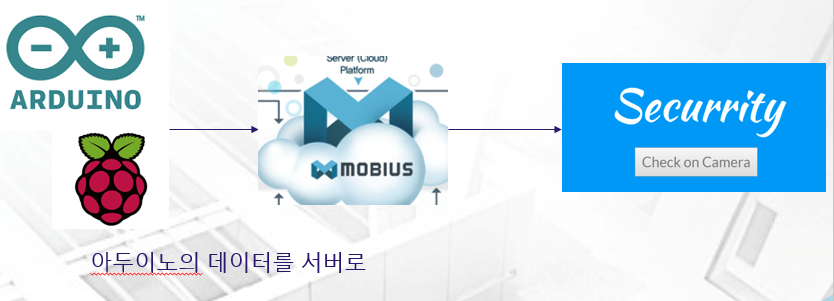 TM
ARDUINO
Server (Cloud)
Platform
MOBIUS
Securrity
Check on Camera
아두이노의 데이터를 서버로